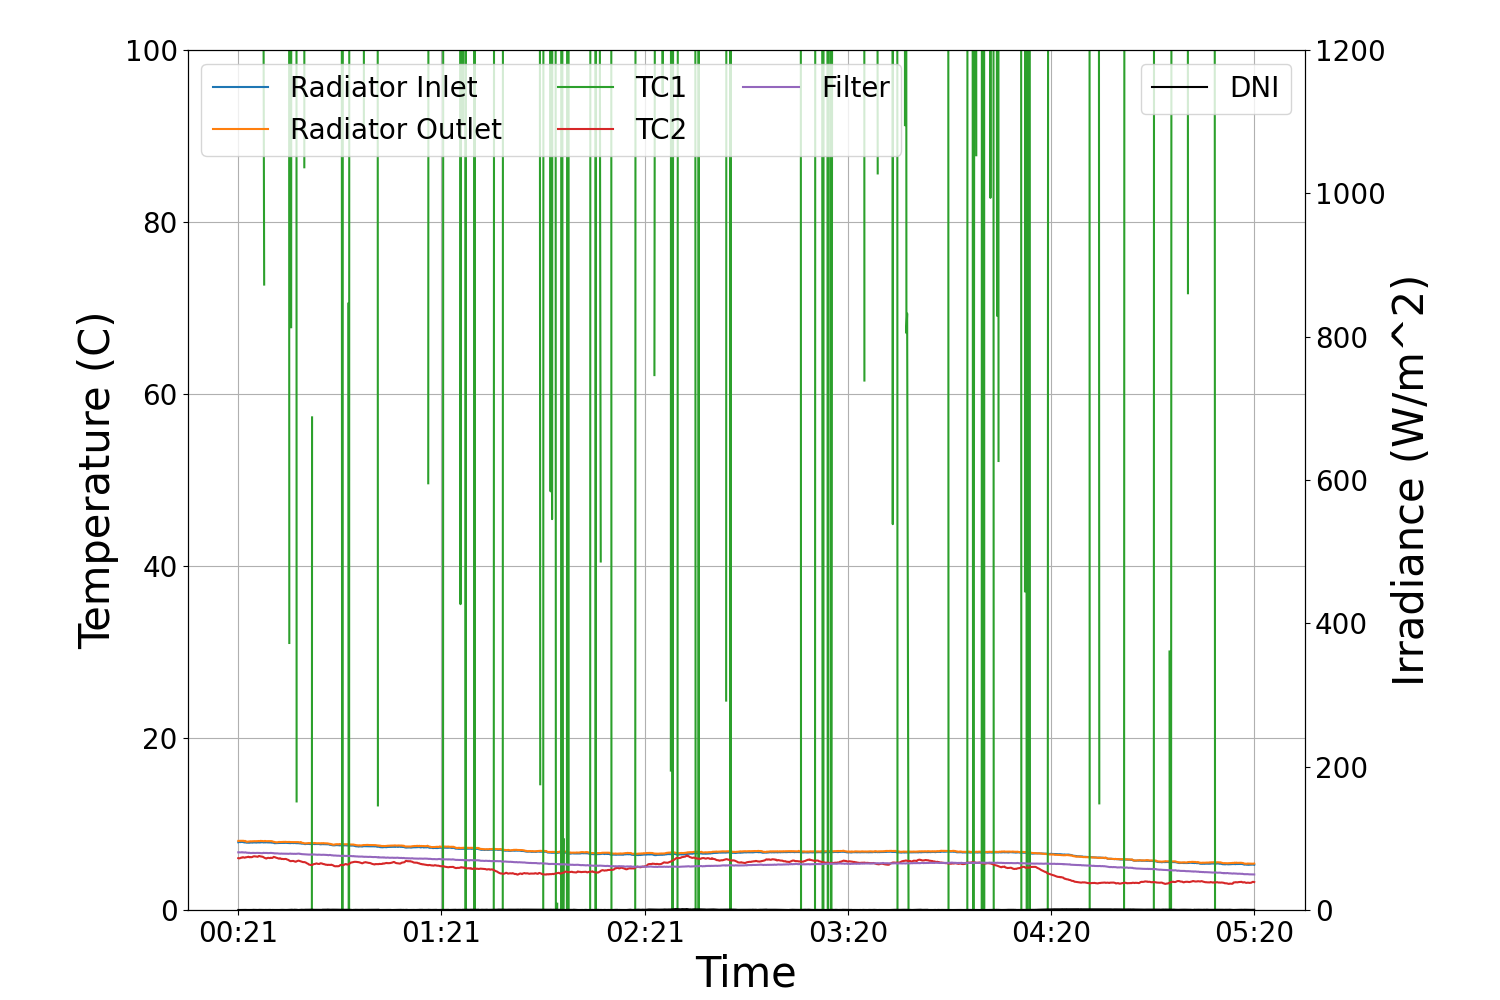 Radiator Inlet
Radiator Outlet
TC1
TC2
Filter
DNI
Temperature (C)
100
80
60
40
20
0
1200
1000
800
600
400
200
0
Irradiance (W/m^2)
00:21 01:21 02:21 03:20 04:20 05:20
Time